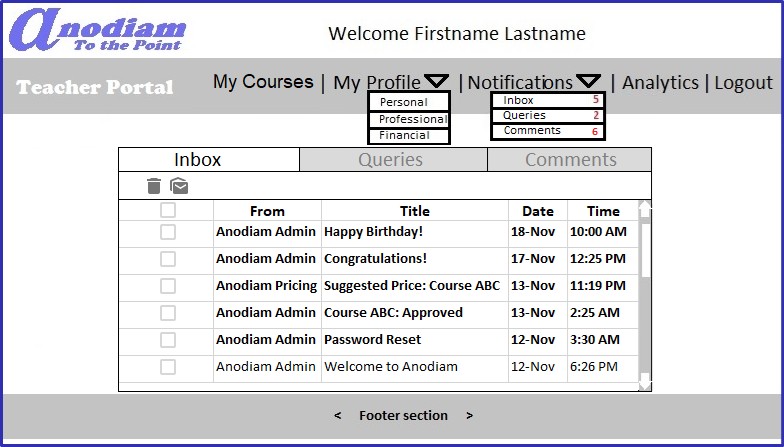 Anodiam
To the Point
Welcome Firstname Lastname
Teacher Portal
My Courses | My Profile | Notifications | Analytics | Logout
Personal
Professional
Financial
Inbox 5
Queries 2
Comments 6
Inbox Queries Comments
From Title Date Time
Anodiam Admin Happy Birthday! 18-Nov 10:00 AM
Anodiam Admin Congratulations! 17-Nov 12:25 PM
Anodiam Pricing Suggested Price: Course ABC 13-Nov 11:19 PM
Anodiam Admin Course ABC: Approved 13-Nov 2:25 AM
Anodiam Admin Password Reset 12-Nov 3:30 AM
Anodiam Admin Welcome to Anodiam 12-Nov 6:26 PM
< Footer section >